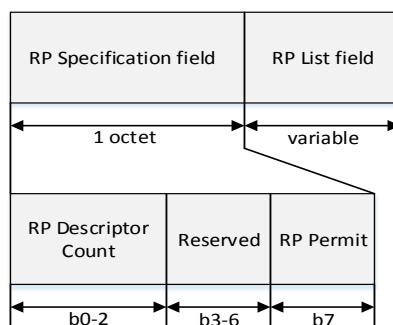 RP Specification field RP List field
1 octet variable
RP Descriptor Count Reserved RP Permit
b0-2 b3-6 b7